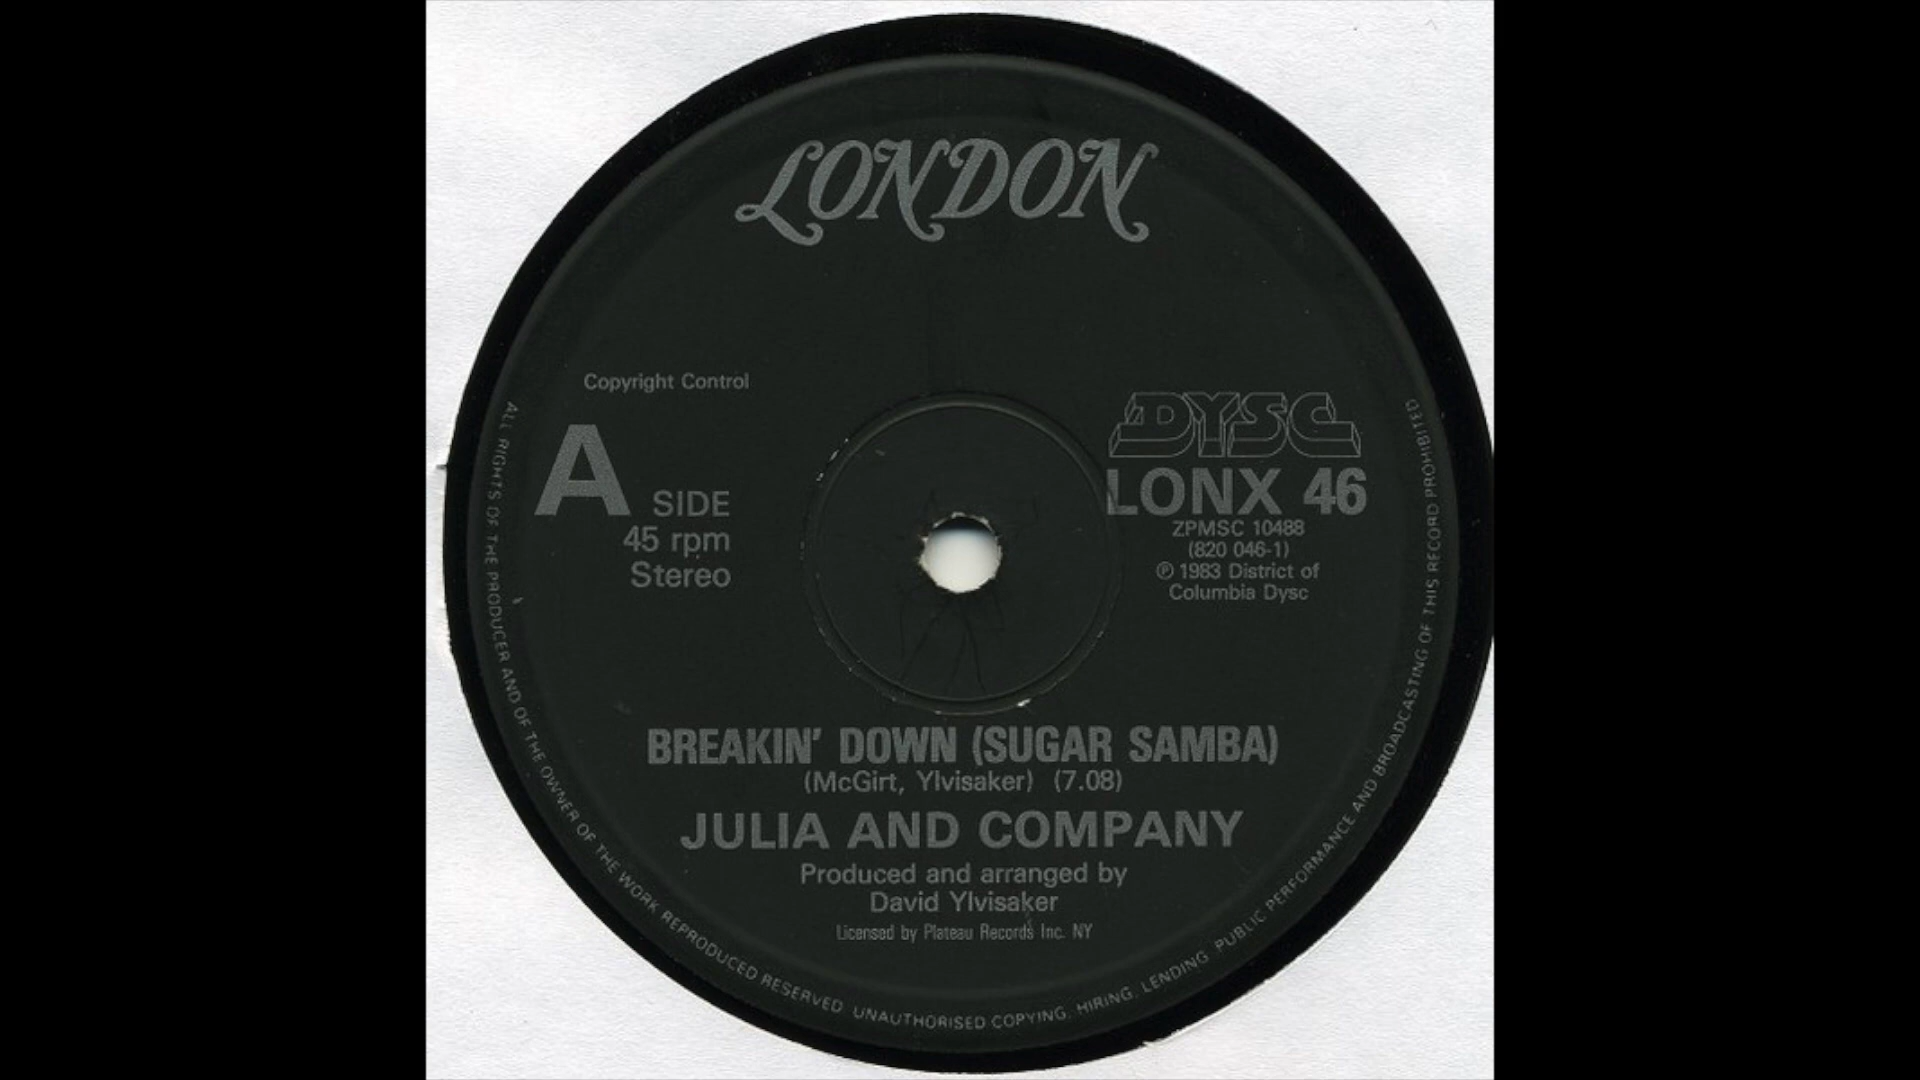 LONDON
Copyright Control
A SIDE
45 rpm
Stereo
DYSC
LONX 46
ZPMSC 10488
(820 046-1)
℗ 1983 District of
Columbia Dysc
BREAKIN' DOWN (SUGAR SAMBA)
(McGirt, Ylvisaker) (7.08)
JULIA AND COMPANY
Produced and arranged by
David Ylvisaker
Licensed by Plateau Records Inc. NY
ALL RIGHTS OF THE PRODUCER AND OF THE OWNER OF THE WORK REPRODUCED RESERVED. UNAUTHORISED COPYING, HIRING, LENDING, PUBLIC PERFORMANCE AND BROADCASTING OF THIS RECORD PROHIBITED